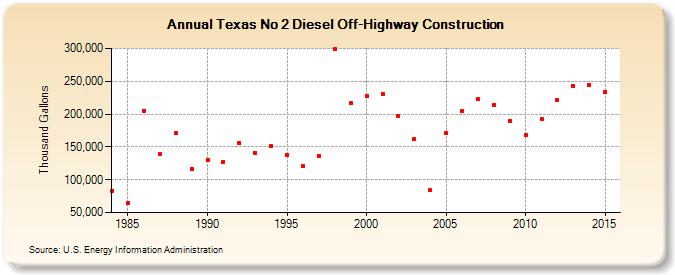 Annual Texas No 2 Diesel Off-Highway Construction
Thousand Gallons
300,000
250,000
200,000
150,000
100,000
50,000
1985 1990 1995 2000 2005 2010 2015
Source: U.S. Energy Information Administration